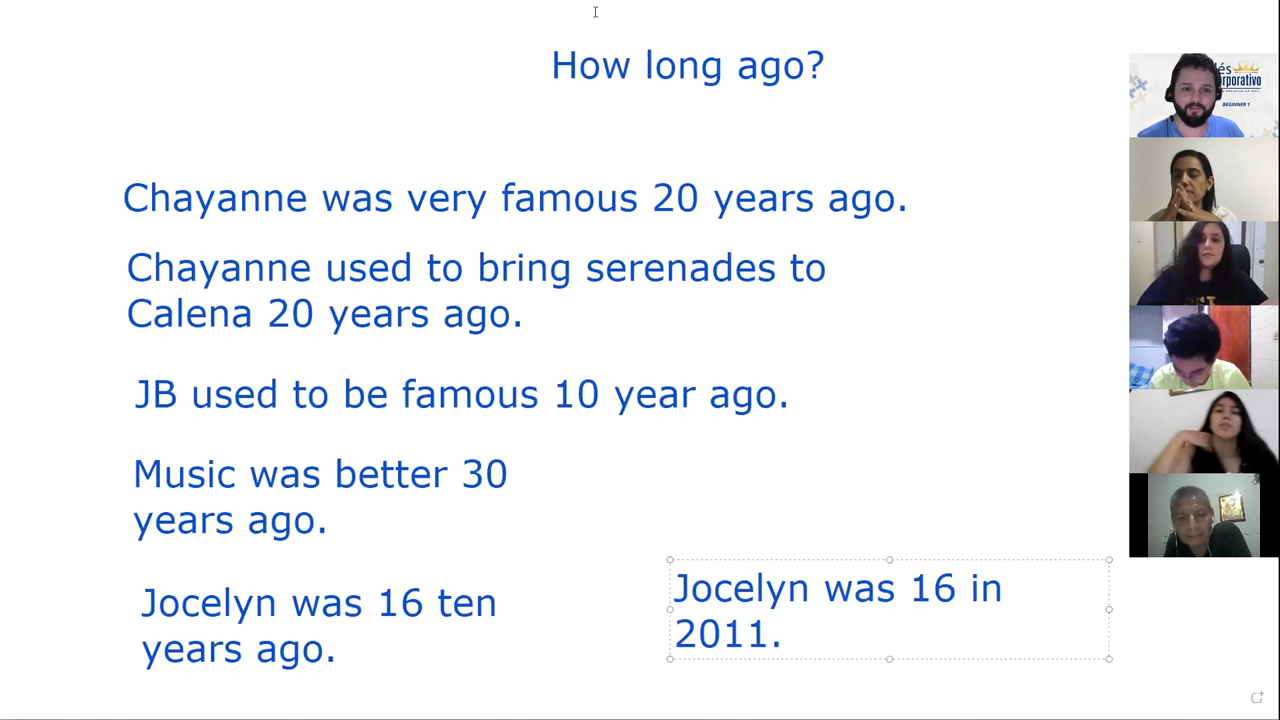 How long ago?
Chayanne was very famous 20 years ago.
Chayanne used to bring serenades to
Calena 20 years ago.
JB used to be famous 10 year ago.
Music was better 30
years ago.
Jocelyn was 16 ten
years ago.
Jocelyn was 16 in
2011.
BEGINNER 1